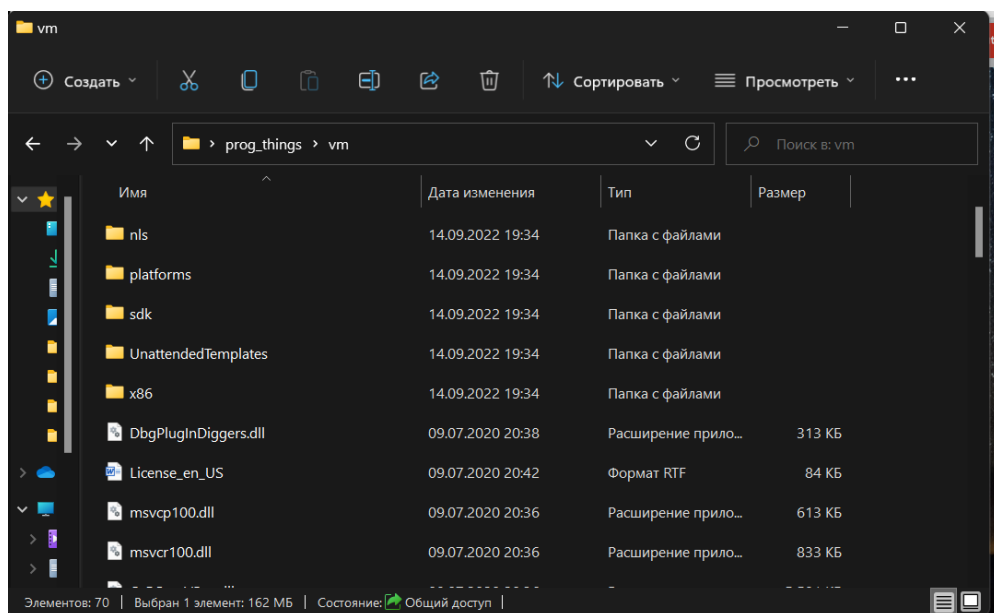 vm
Создать Сортировать Просмотреть
prog_things vm Поиск в: vm
Имя Дата изменения Тип Размер
nls 14.09.2022 19:34 Папка с файлами
platforms 14.09.2022 19:34 Папка с файлами
sdk 14.09.2022 19:34 Папка с файлами
UnattendedTemplates 14.09.2022 19:34 Папка с файлами
x86 14.09.2022 19:34 Папка с файлами
DbgPlugInDiggers.dll 09.07.2020 20:38 Расширение прило... 313 КБ
License_en_US 09.07.2020 20:42 Формат RTF 84 КБ
msvcp100.dll 09.07.2020 20:36 Расширение прило... 613 КБ
msvcr100.dll 09.07.2020 20:36 Расширение прило... 833 КБ
Элементов: 70 Выбран 1 элемент: 162 МБ Состояние: Общий доступ